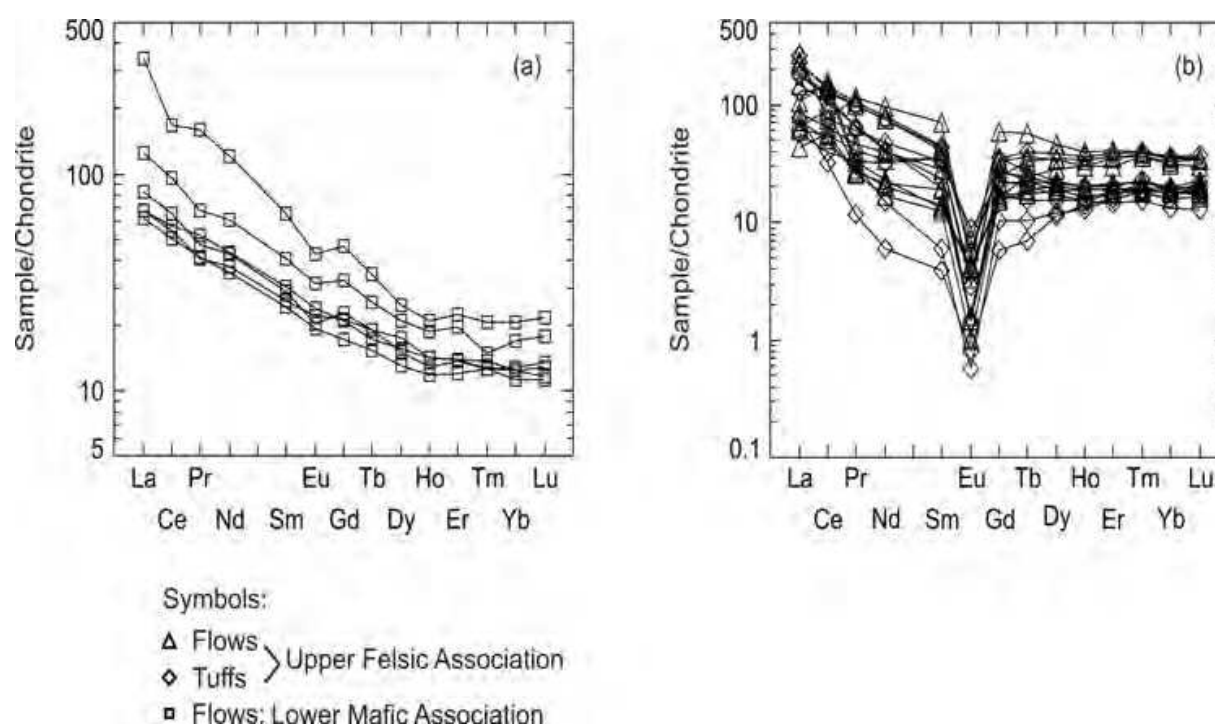 500
100
10
5
Sample/Chondrite
(a)
La Pr Eu Tb Ho Tm Lu
Ce Nd Sm Gd Dy Er Yb
500
100
10
1
0.1
Sample/Chondrite
(b)
La Pr Eu Tb Ho Tm Lu
Ce Nd Sm Gd Dy Er Yb
Symbols:
Flows
Tuffs
Upper Felsic Association
Flows: Lower Mafic Association